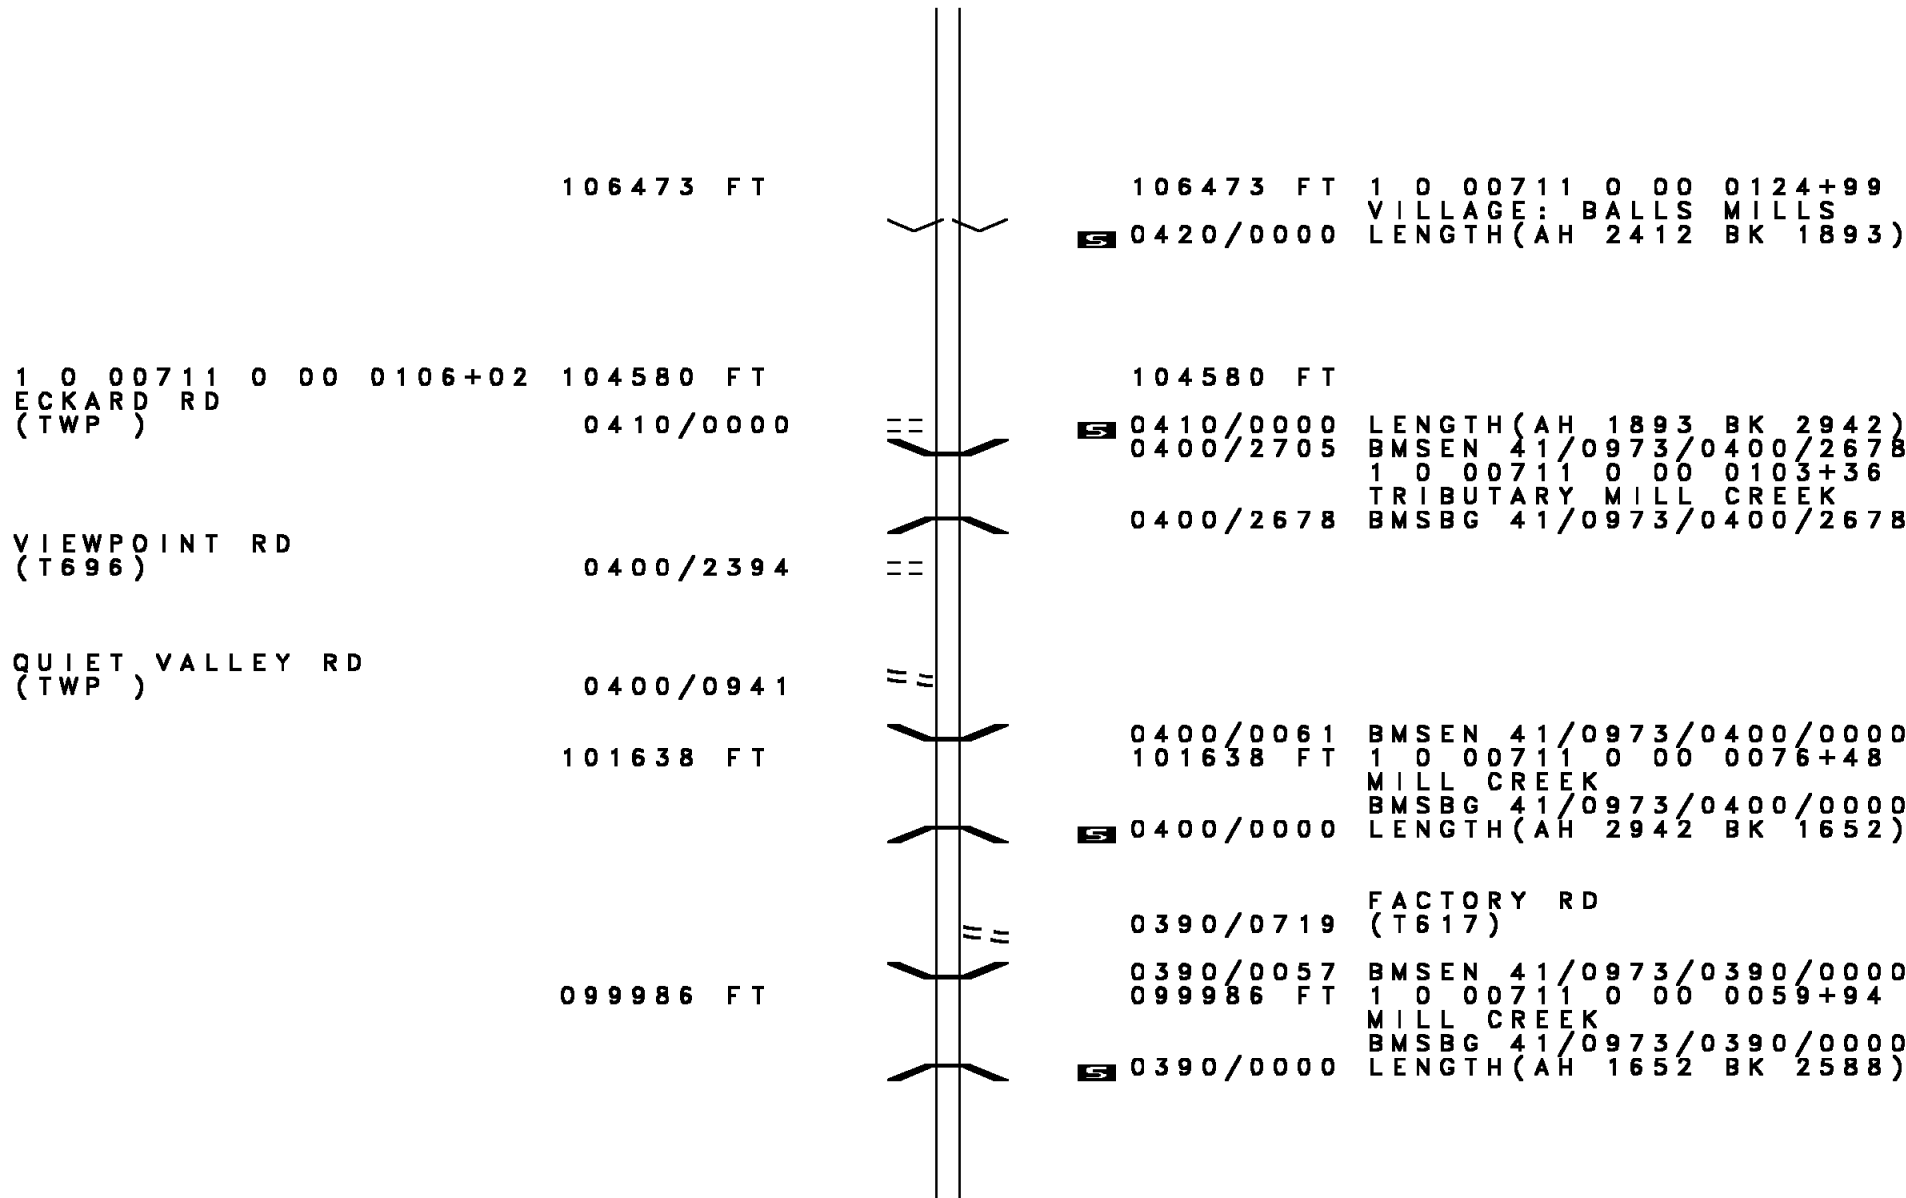 106473 FT 106473 FT 1 0 00711 0 00 0124+99
VILLAGE: BALLS MILLS
S 0420/0000 LENGTH(AH 2412 BK 1893)
1 0 00711 0 00 0106+02 104580 FT 104580 FT
ECKARD RD
(TWP ) 0410/0000 S 0410/0000 LENGTH(AH 1893 BK 2942)
0400/2705 BMSEN 41/0973/0400/2678
1 0 00711 0 00 0103+36
TRIBUTARY MILL CREEK
0400/2678 BMSBG 41/0973/0400/2678
VIEWPOINT RD
(T696) 0400/2394
QUIET VALLEY RD
(TWP ) 0400/0941
0400/0061 BMSEN 41/0973/0400/0000
101638 FT 101638 FT 1 0 00711 0 00 0076+48
MILL CREEK
BMSBG 41/0973/0400/0000
S 0400/0000 LENGTH(AH 2942 BK 1652)
FACTORY RD
0390/0719 (T617)
0390/0057 BMSEN 41/0973/0390/0000
099986 FT 099986 FT 1 0 00711 0 00 0059+94
MILL CREEK
BMSBG 41/0973/0390/0000
S 0390/0000 LENGTH(AH 1652 BK 2588)